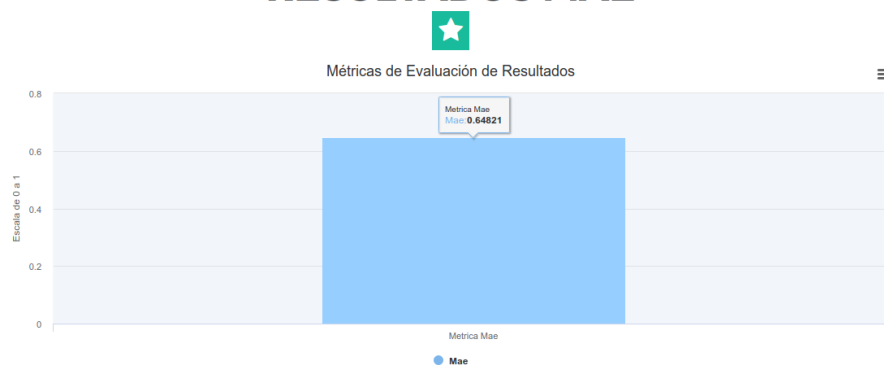 Métricas de Evaluación de Resultados
0.8
Metrica Mae
Mae: 0.64821
0.6
Escala de 0 a 1
0.4
0.2
0
Metrica Mae
Mae